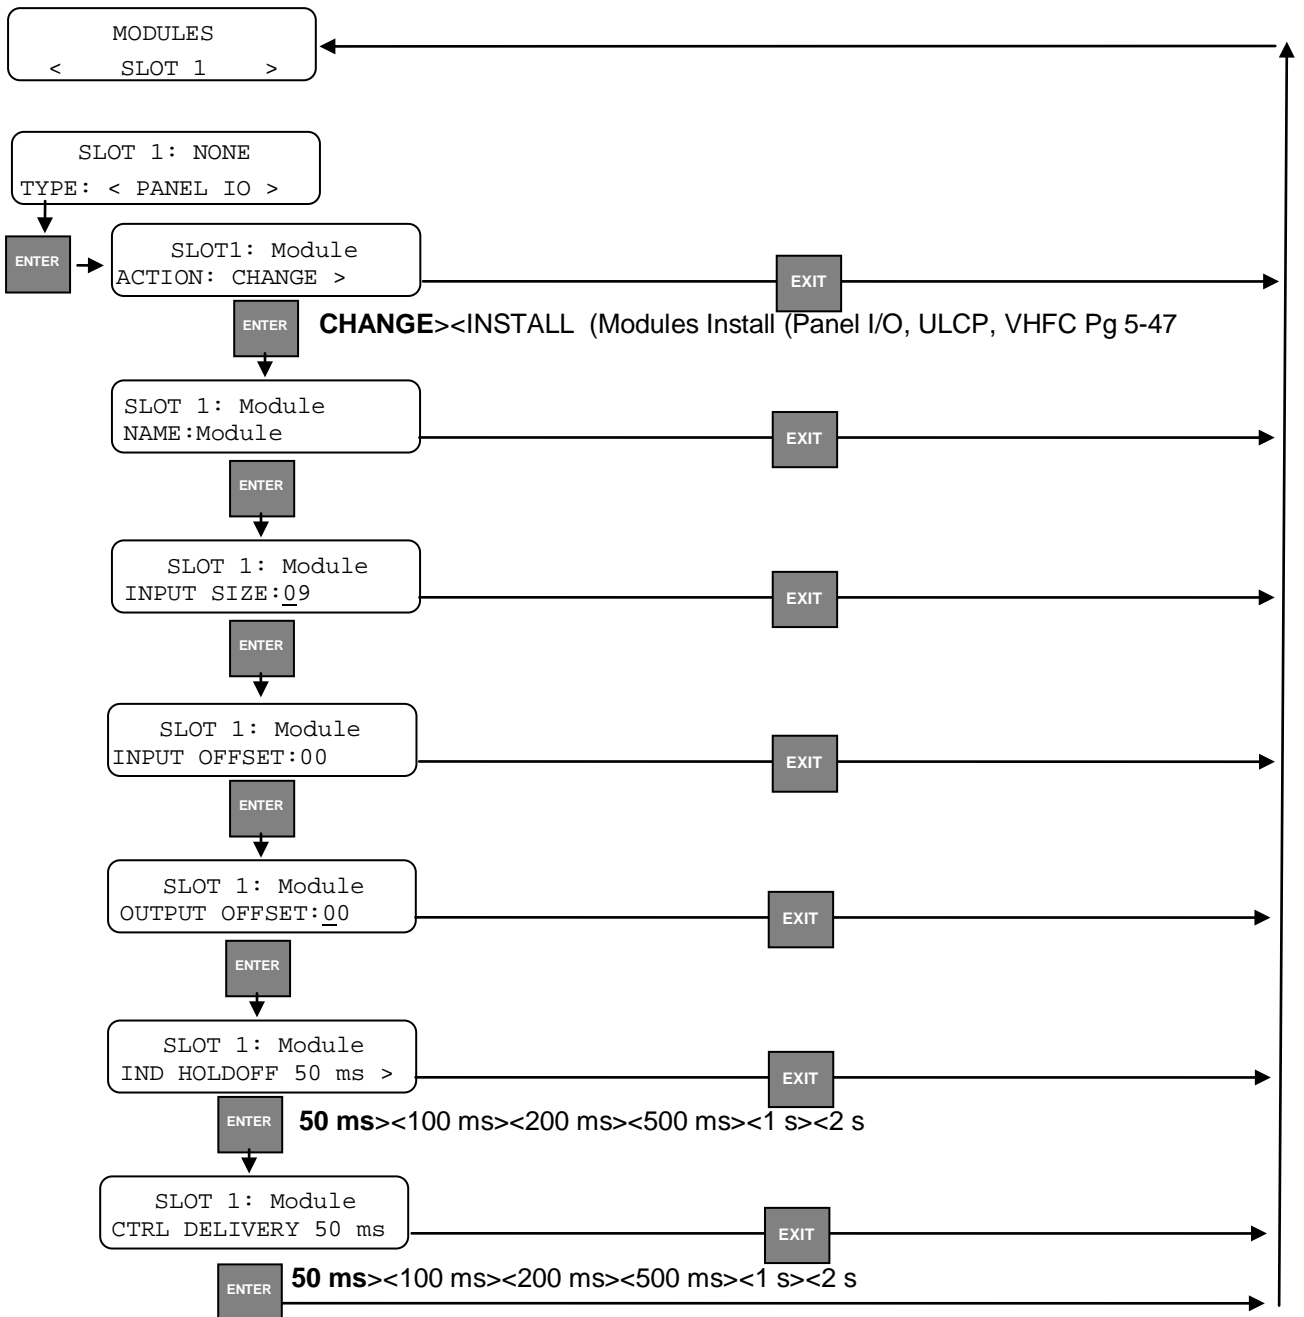 MODULES
< SLOT 1 >
SLOT 1: NONE
TYPE: < PANEL IO >
ENTER
SLOT1: Module
ACTION: CHANGE >
EXIT
ENTER
CHANGE><INSTALL (Modules Install (Panel I/O, ULCP, VHFC Pg 5-47
SLOT 1: Module
NAME:Module
EXIT
ENTER
SLOT 1: Module
INPUT SIZE:09
EXIT
ENTER
SLOT 1: Module
INPUT OFFSET:00
EXIT
ENTER
SLOT 1: Module
OUTPUT OFFSET:00
EXIT
ENTER
SLOT 1: Module
IND HOLDOFF 50 ms >
EXIT
ENTER
50 ms><100 ms><200 ms><500 ms><1 s><2 s
SLOT 1: Module
CTRL DELIVERY 50 ms
EXIT
ENTER
50 ms><100 ms><200 ms><500 ms><1 s><2 s